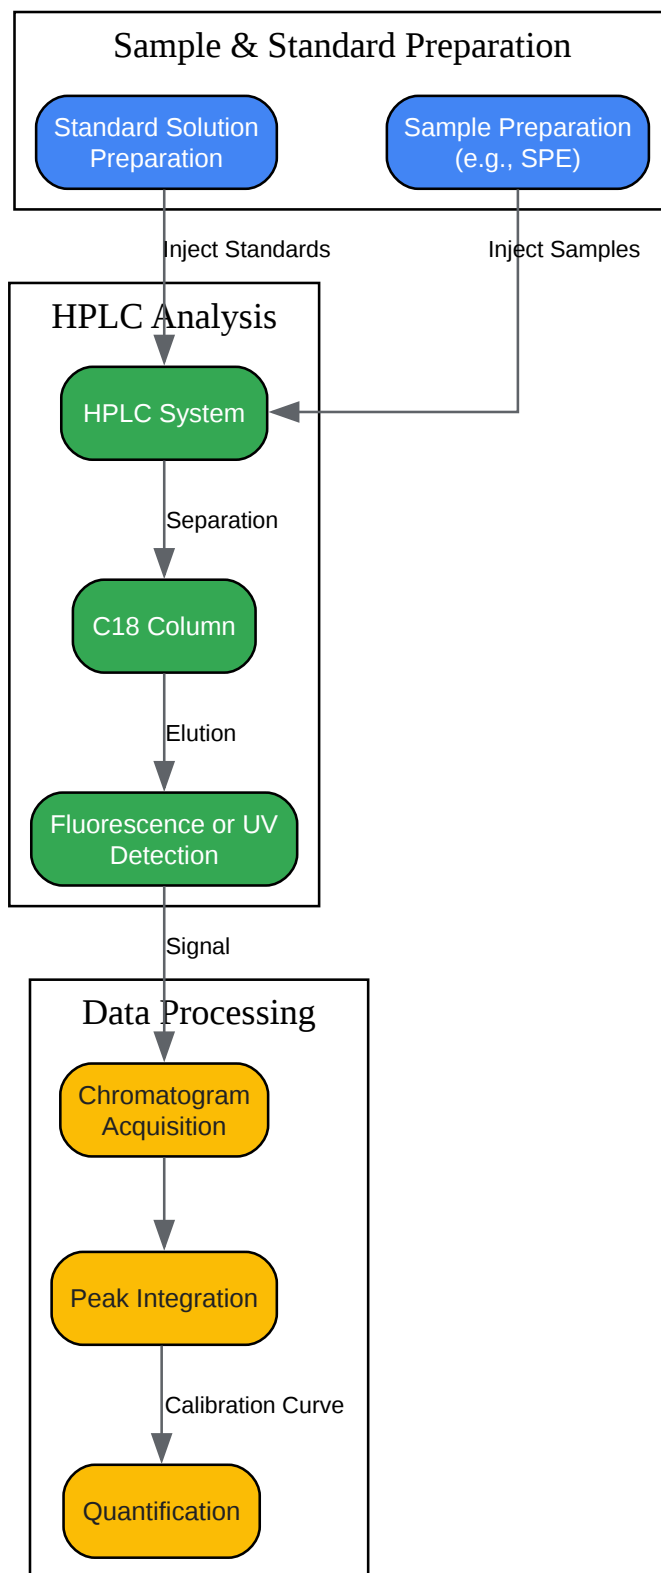 Sample & Standard Preparation
Standard Solution
Preparation
Sample Preparation
(e.g., SPE)
Inject Standards
Inject Samples
HPLC Analysis
HPLC System
Separation
C18 Column
Elution
Fluorescence or UV
Detection
Signal
Data Processing
Chromatogram
Acquisition
Peak Integration
Calibration Curve
Quantification